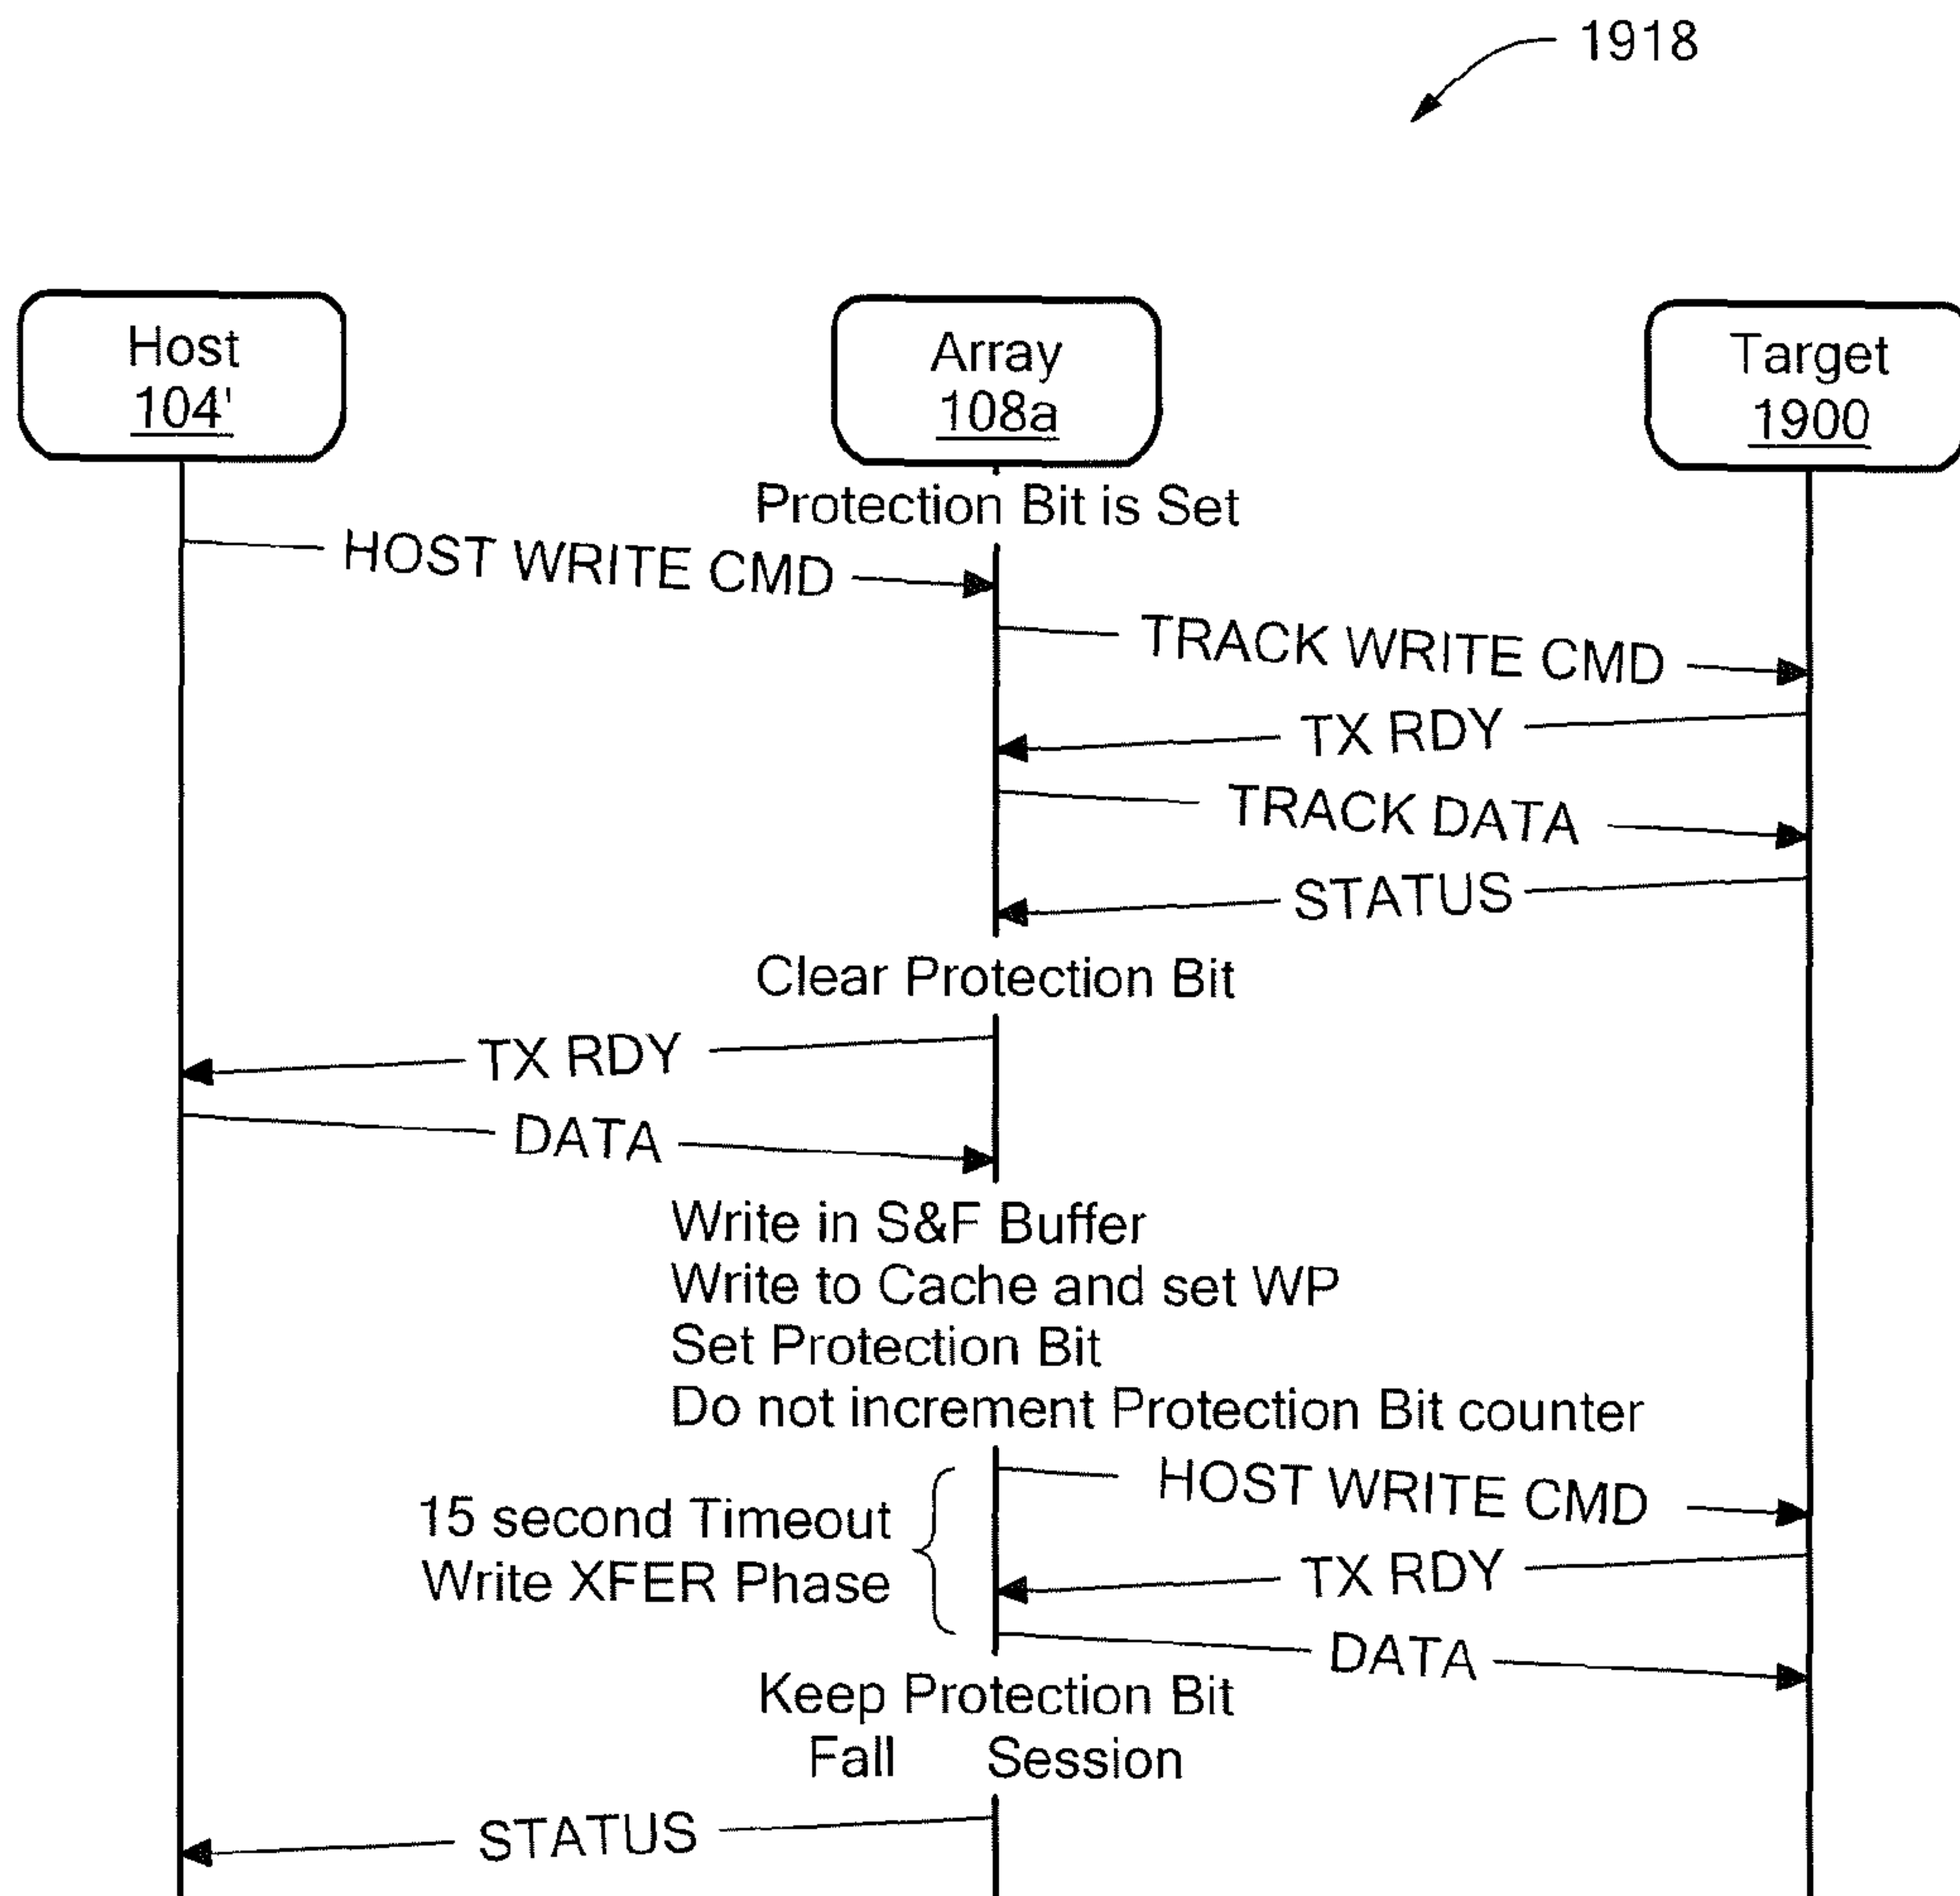 1918
Host
104'
Array
108a
Target
1900
Protection Bit is Set
HOST WRITE CMD
TRACK WRITE CMD
TX RDY
TRACK DATA
STATUS
Clear Protection Bit
TX RDY
DATA
Write in S&F Buffer
Write to Cache and set WP
Set Protection Bit
Do not increment Protection Bit counter
HOST WRITE CMD
15 second Timeout
Write XFER Phase
TX RDY
DATA
Keep Protection Bit
Fall Session
STATUS